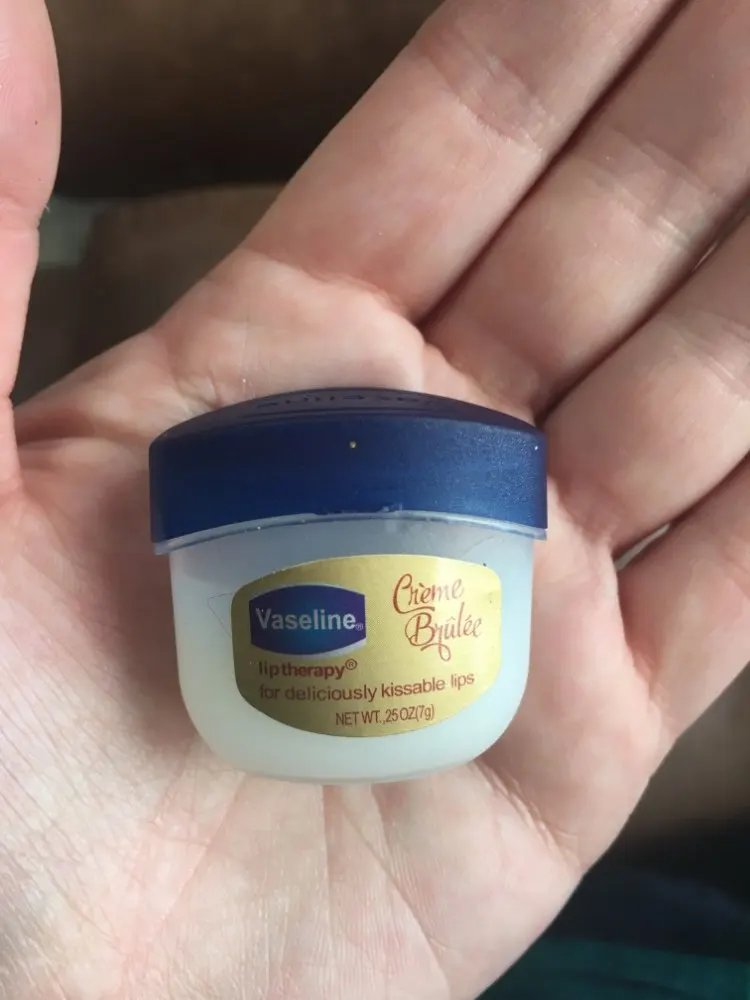 Vaseline®
Crème
Brûlée
lip therapy®
for deliciously kissable lips
NET WT. .25 OZ(7g)